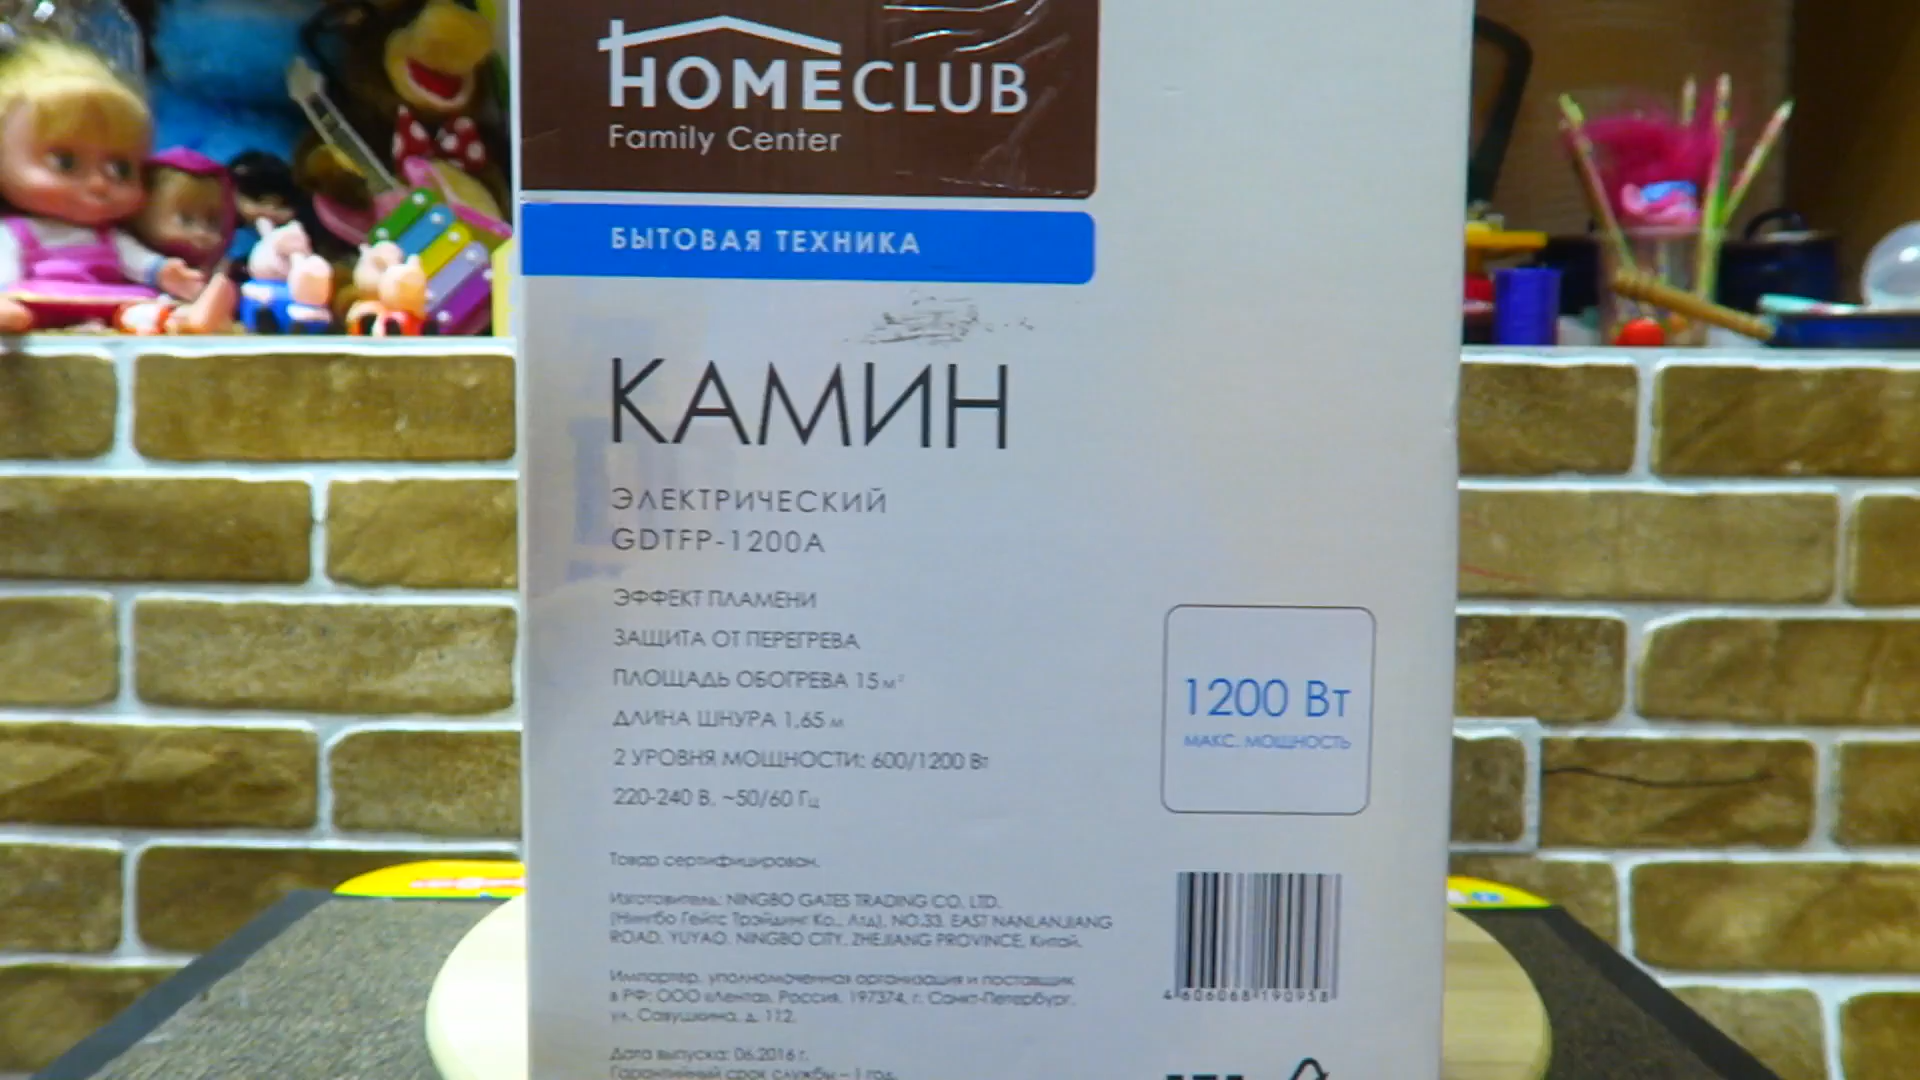 HOMECLUB
Family Center
БЫТОВАЯ ТЕХНИКА
КАМИН
ЭЛЕКТРИЧЕСКИЙ
GDTFP-1200A
ЭФФЕКТ ПЛАМЕНИ
ЗАЩИТА ОТ ПЕРЕГРЕВА
ПЛОЩАДЬ ОБОГРЕВА 15 м²
ДЛИНА ШНУРА 1,65 м
2 УРОВНЯ МОЩНОСТИ: 600/1200 Вт
220-240 В, ~50/60 Гц
1200 Вт
МАКС. МОЩНОСТЬ
Товар сертифицирован.
Изготовитель: NINGBO GATES TRADING CO. LTD.
(Нингбо Гейтс Трэйдинг Ко., Лтд), NO.33, EAST NANLANJIANG
ROAD, YUYAO, NINGBO CITY, ZHEJIANG PROVINCE, Китай.
Импортер, уполномоченная организация и поставщик
в РФ: ООО «Лента», Россия, 197374, г. Санкт-Петербург,
ул. Савушкина, д. 112.
Дата выпуска: 06.2016 г.
Гарантийный срок службы – 1 год.
4 606068 190958